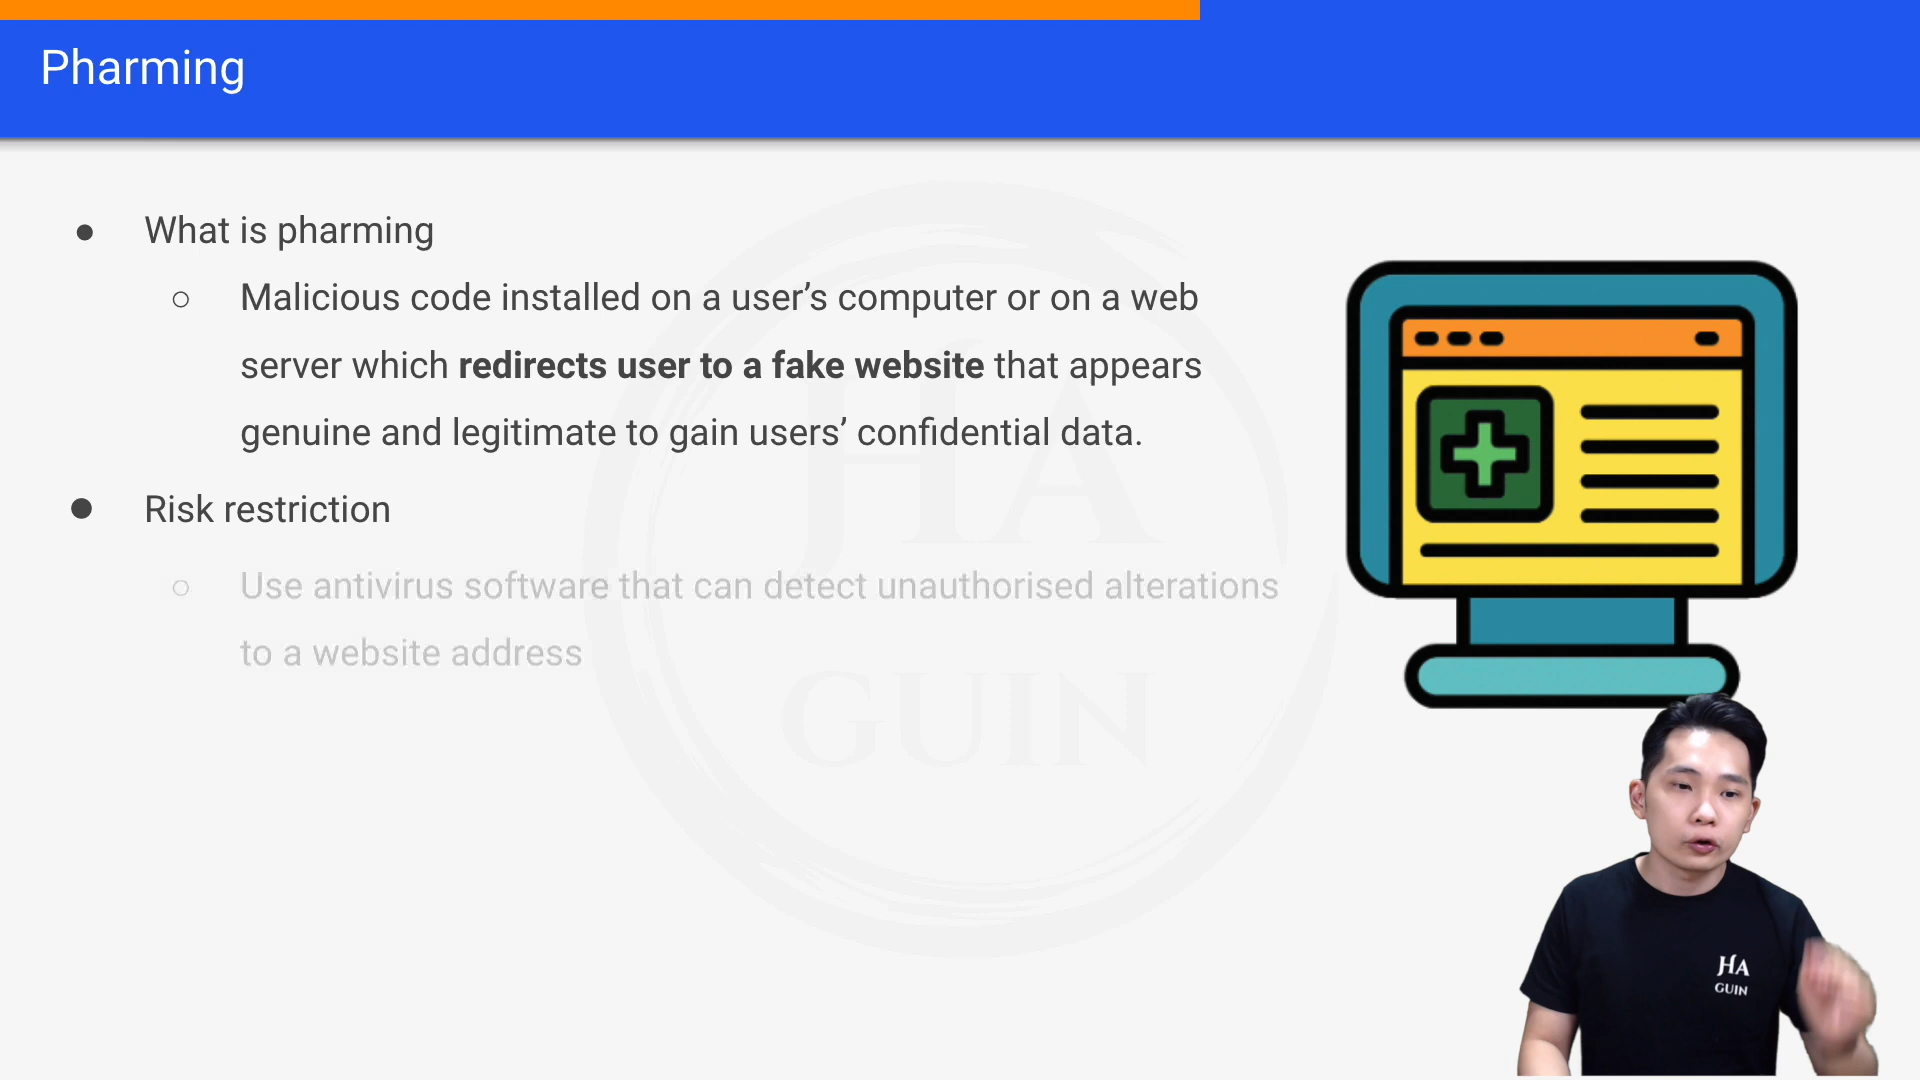 Pharming
● What is pharming
○ Malicious code installed on a user’s computer or on a web
server which redirects user to a fake website that appears
genuine and legitimate to gain users’ confidential data.
● Risk restriction
○ Use antivirus software that can detect unauthorised alterations
to a website address
HA
GUIN
HA
GUIN